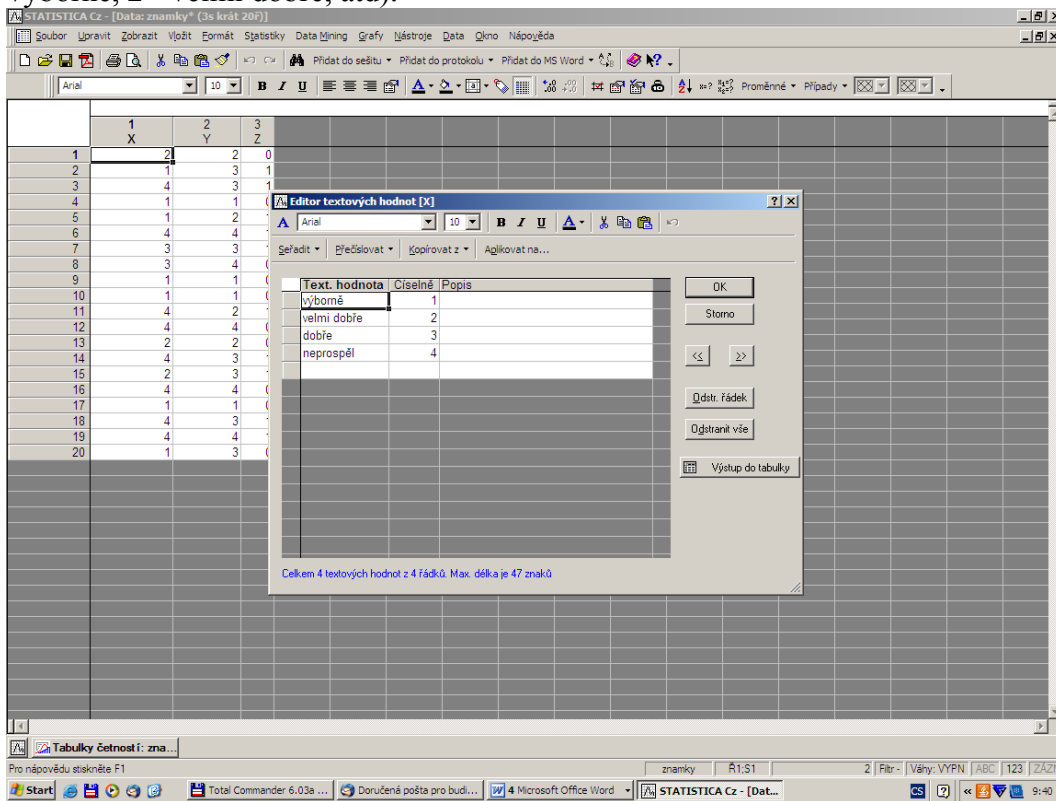 výborně, 2 - velmi dobře, atd).
STATISTICA Cz - [Data: znamky* (3s krát 20ř)]
Soubor Upravit Zobrazit Vložit Formát Statistiky Data Mining Grafy Nástroje Data Okno Nápověda
Přidat do sešitu Přidat do protokolu Přidat do MS Word
Arial 10 B I U Proměnné Případy
1 2 3
X Y Z
1 2 2 0
2 1 3 1
3 4 3 1
4 1 1
5 1 2
6 4 4
7 3 3
8 3 4
9 1 1
10 1 1
11 4 2
12 4 4
13 2 2
14 4 3
15 2 3
16 4 4
17 1 1
18 4 3
19 4 4
20 1 3
Editor textových hodnot [X]
A Arial 10 B I U A
Seřadit Přečíslovat Kopírovat z Aplikovat na...
Text. hodnota Číselné Popis
výborně 1
velmi dobře 2
dobře 3
neprospěl 4
OK
Storno
<< >>
Odstr. řádek
Odstranit vše
Výstup do tabulky
Celkem 4 textových hodnot z 4 řádků. Max. délka je 47 znaků
Tabulky četností: zna...
Pro nápovědu stiskněte F1 znamky Ř1;S1 2 Filtr - Váhy: VYPN ABC 123 ZÁZN
Start Total Commander 6.03a ... Doručená pošta pro budi... 4 Microsoft Office Word STATISTICA Cz - [Dat... CS 9:40